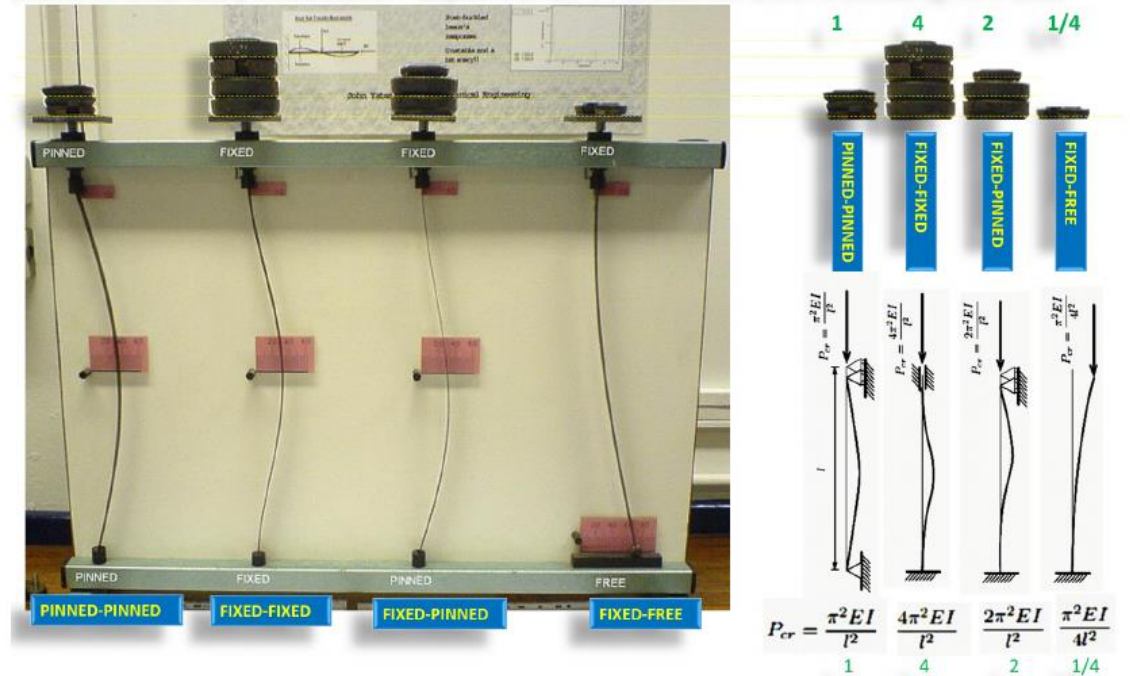 1 4 2 1/4
John Yates
PINNED FIXED FIXED FIXED
PINNED-PINNED
FIXED-FIXED
FIXED-PINNED
FIXED-FREE
P_cr = π²EI/l²
P_cr = 4π²EI/l²
P_cr = 2π²EI/l²
P_cr = π²EI/4l²
l
PINNED FIXED PINNED FREE
PINNED-PINNED FIXED-FIXED FIXED-PINNED FIXED-FREE
P_cr = π²EI/l² 4π²EI/l² 2π²EI/l² π²EI/4l²
1 4 2 1/4